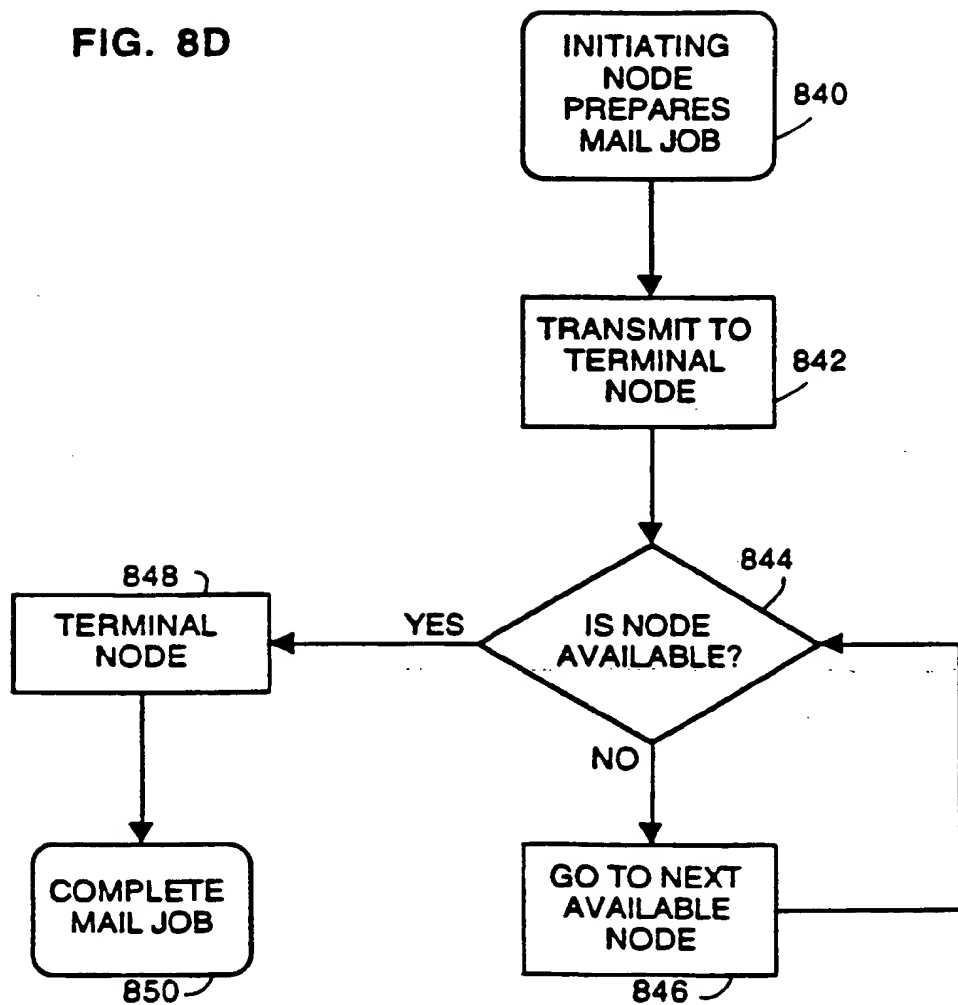 FIG. 8D
INITIATING
NODE
PREPARES
MAIL JOB
840
TRANSMIT TO
TERMINAL
NODE
842
844
IS NODE
AVAILABLE?
YES
848
TERMINAL
NODE
NO
COMPLETE
MAIL JOB
850
GO TO NEXT
AVAILABLE
NODE
846